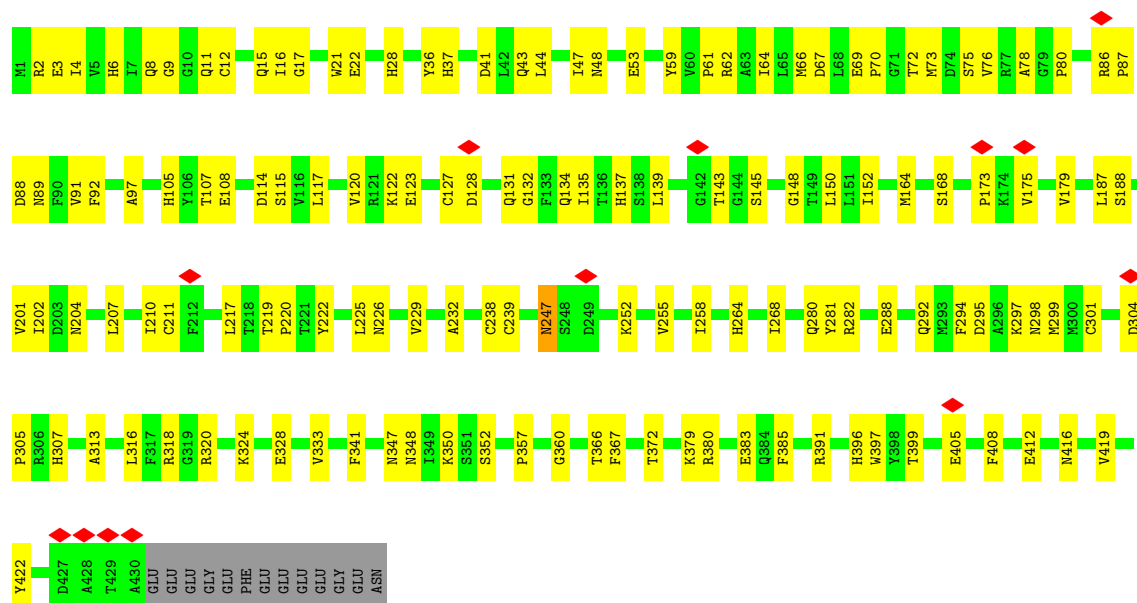 M1 R2 E3 I4 V5 H6 I7 Q8 G9 G10 Q11 C12 Q15 I16 G17 W21 E22 H28 Y36 H37 D41 L42 Q43 L44 I47 N48 E53 Y59 V60 P61 R62 A63 I64 L65 M66 D67 L68 E69 P70 G71 T72 M73 D74 S75 V76 R77 A78 G79 P80 R86 P87
D88 N89 F90 V91 F92 A97 H105 Y106 T107 E108 D114 S115 V116 L117 V120 R121 K122 E123 C127 D128 Q131 G132 F133 Q134 I135 T136 H137 S138 L139 G142 T143 G144 S145 G148 T149 L150 L151 I152 M164 S168 P173 K174 V175 V179 L187 S188
V201 I202 D203 N204 L207 I210 C211 F212 L217 T218 T219 P220 T221 Y222 L225 N226 V229 A232 C238 C239 N247 S248 D249 K252 V255 I258 H264 I268 Q280 Y281 R282 E288 Q292 M293 F294 D295 A296 K297 N298 M299 M300 C301 D304
P305 R306 H307 A313 L316 F317 R318 G319 R320 K324 E328 V333 F341 N347 N348 I349 K350 S351 S352 P357 G360 T366 F367 T372 K379 R380 E383 Q384 F385 R391 H396 W397 Y398 T399 E405 F408 E412 N416 V419
Y422 D427 A428 T429 A430 GLU GLU GLU GLY GLU PHE GLU GLU GLU GLU GLY GLU ASN